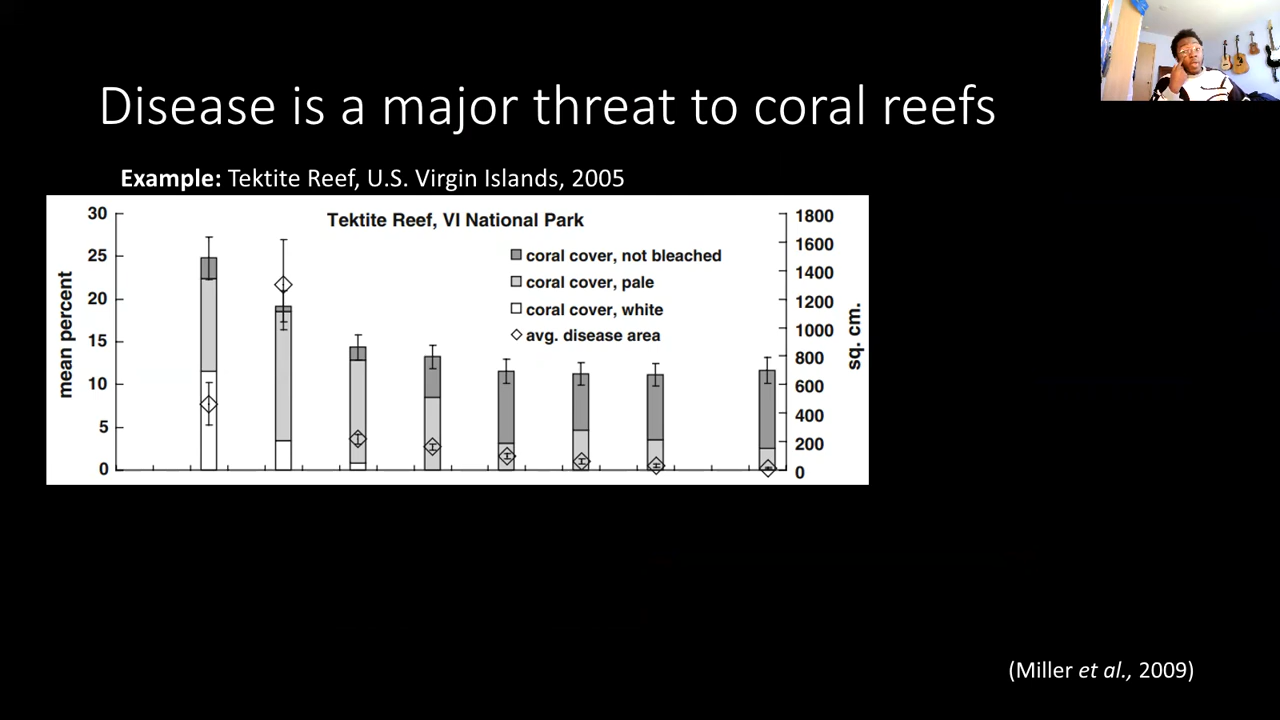 Disease is a major threat to coral reefs
Example: Tektite Reef, U.S. Virgin Islands, 2005
Tektite Reef, VI National Park
mean percent
30
25
20
15
10
5
0
coral cover, not bleached
coral cover, pale
coral cover, white
avg. disease area
1800
1600
1400
1200
1000
800
600
400
200
0
sq. cm.
(Miller et al., 2009)